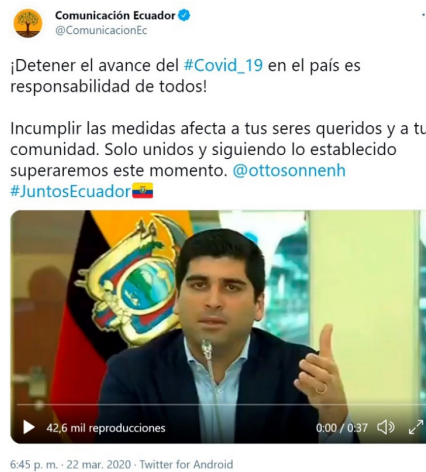 Comunicación Ecuador
@ComunicacionEc
¡Detener el avance del #Covid_19 en el país es
responsabilidad de todos!
Incumplir las medidas afecta a tus seres queridos y a tu
comunidad. Solo unidos y siguiendo lo establecido
superaremos este momento. @ottosonnenh
#JuntosEcuador🇪🇨
42,6 mil reproducciones 0:00 / 0:37
6:45 p. m. · 22 mar. 2020 · Twitter for Android